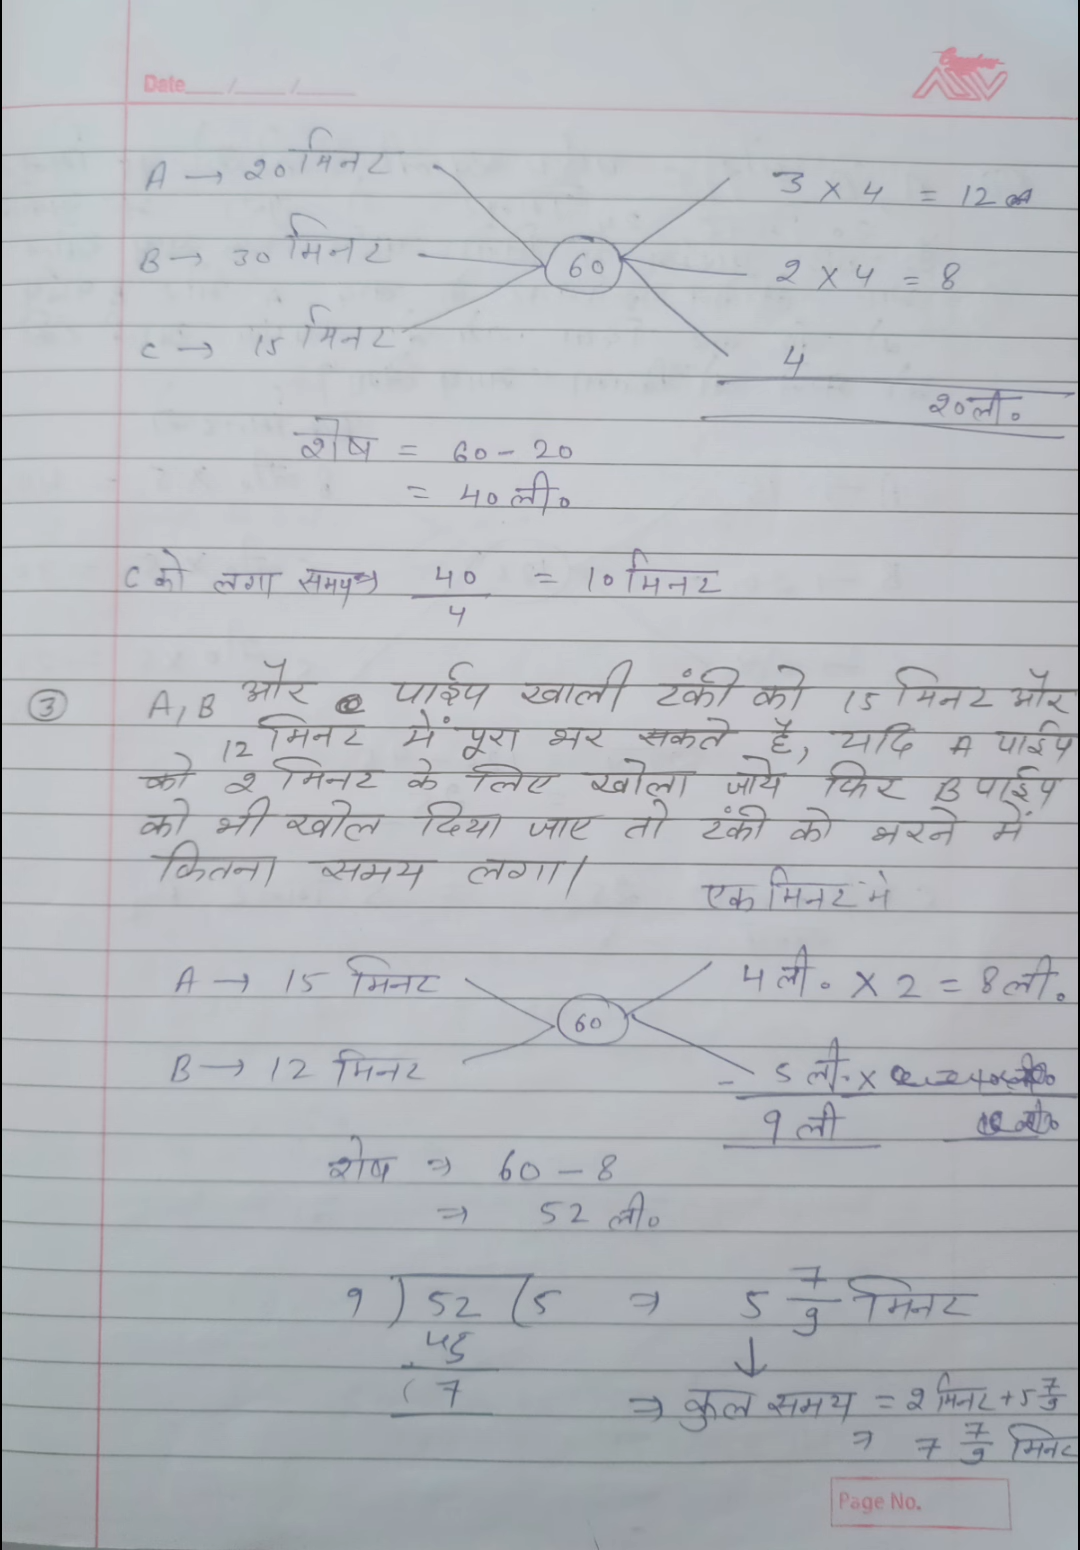 Date___/___/___
A → 20 मिनट 3 × 4 = 12
B → 30 मिनट 60 2 × 4 = 8
C → 15 मिनट 4
20 ली०
शेष = 60 - 20
= 40 ली०
C को लगा समय → 40/4 = 10 मिनट
③ A, B और पाईप खाली टंकी को 15 मिनट और
12 मिनट में पूरा भर सकते है, यदि A पाईप
को 2 मिनट के लिए खोला जाये फिर B पाईप
को भी खोल दिया जाए तो टंकी को भरने में
कितना समय लगा।
एक मिनट मे
A → 15 मिनट 4 ली. × 2 = 8 ली.
60
B → 12 मिनट - 5 ली. ×
9 ली
शेष ⇒ 60 - 8
⇒ 52 ली०
9 ) 52 ( 5 ⇒ 5 7/9 मिनट
45 ↓
7 ⇒ कुल समय = 2 मिनट + 5 7/9
⇒ 7 7/9 मिनट
Page No.